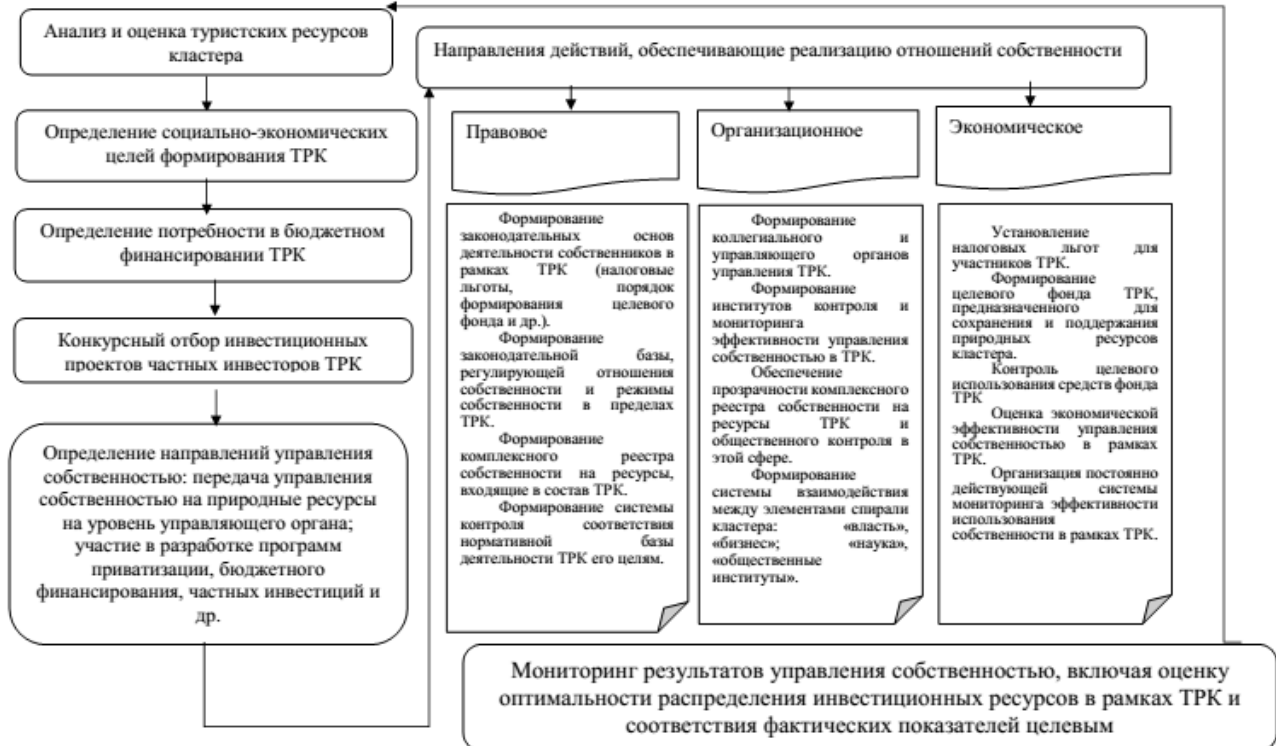 Анализ и оценка туристских ресурсов
кластера
Определение социально-экономических
целей формирования ТРК
Определение потребности в бюджетном
финансировании ТРК
Конкурсный отбор инвестиционных
проектов частных инвесторов ТРК
Определение направлений управления
собственностью: передача управления
собственностью на природные ресурсы
на уровень управляющего органа;
участие в разработке программ
приватизации, бюджетного
финансирования, частных инвестиций и
др.
Направления действий, обеспечивающие реализацию отношений собственности
Правовое
Формирование
законодательных основ
деятельности собственников в
рамках ТРК (налоговые
льготы, порядок
формирования целевого
фонда и др.).
Формирование
законодательной базы,
регулирующей отношения
собственности и режимы
собственности в пределах
ТРК.
Формирование
комплексного реестра
собственности на ресурсы,
входящие в состав ТРК.
Формирование системы
контроля соответствия
нормативной базы
деятельности ТРК его целям.
Организационное
Формирование
коллегиального и
управляющего органов
управления ТРК.
Формирование
институтов контроля и
мониторинга
эффективности управления
собственностью в ТРК.
Обеспечение
прозрачности комплексного
реестра собственности на
ресурсы ТРК и
общественного контроля в
этой сфере.
Формирование
системы взаимодействия
между элементами спирали
кластера: «власть»,
«бизнес»; «наука»,
«общественные
институты».
Экономическое
Установление
налоговых льгот для
участников ТРК.
Формирование
целевого фонда ТРК,
предназначенного для
сохранения и поддержания
природных ресурсов
кластера.
Контроль целевого
использования средств фонда
ТРК
Оценка экономической
эффективности управления
собственностью в рамках
ТРК.
Организация постоянно
действующей системы
мониторинга эффективности
использования
собственности в рамках ТРК.
Мониторинг результатов управления собственностью, включая оценку
оптимальности распределения инвестиционных ресурсов в рамках ТРК и
соответствия фактических показателей целевым